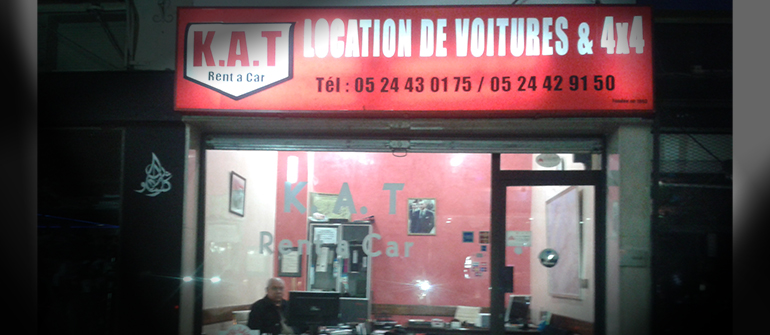 K.A.T
Rent a Car
LOCATION DE VOITURES & 4x4
Tél : 05 24 43 01 75 / 05 24 42 91 50
K.A.T
Rent a Car